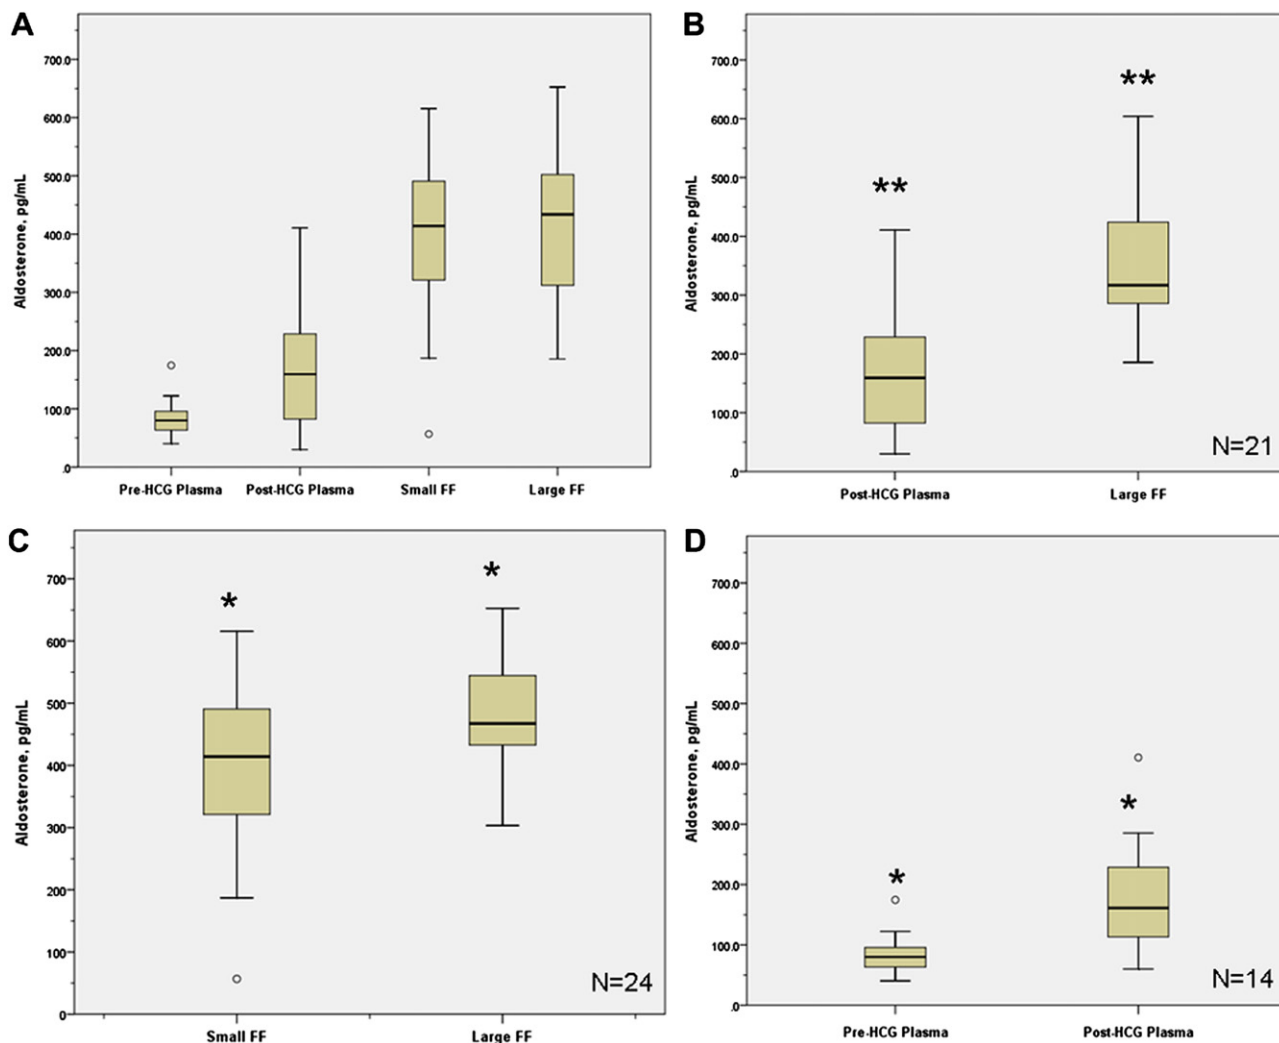 A
Aldosterone, pg/mL
700.0
600.0
500.0
400.0
300.0
200.0
100.0
.0
Pre-HCG Plasma Post-HCG Plasma Small FF Large FF
B
Aldosterone, pg/mL
700.0
600.0
500.0
400.0
300.0
200.0
100.0
.0
**
**
N=21
Post-HCG Plasma Large FF
C
Aldosterone, pg/mL
700
600
500
400
300
200
100
0
*
*
N=24
Small FF Large FF
D
Aldosterone, pg/mL
700.0
600.0
500.0
400.0
300.0
200.0
100.0
.0
*
*
N=14
Pre-HCG Plasma Post-HCG Plasma